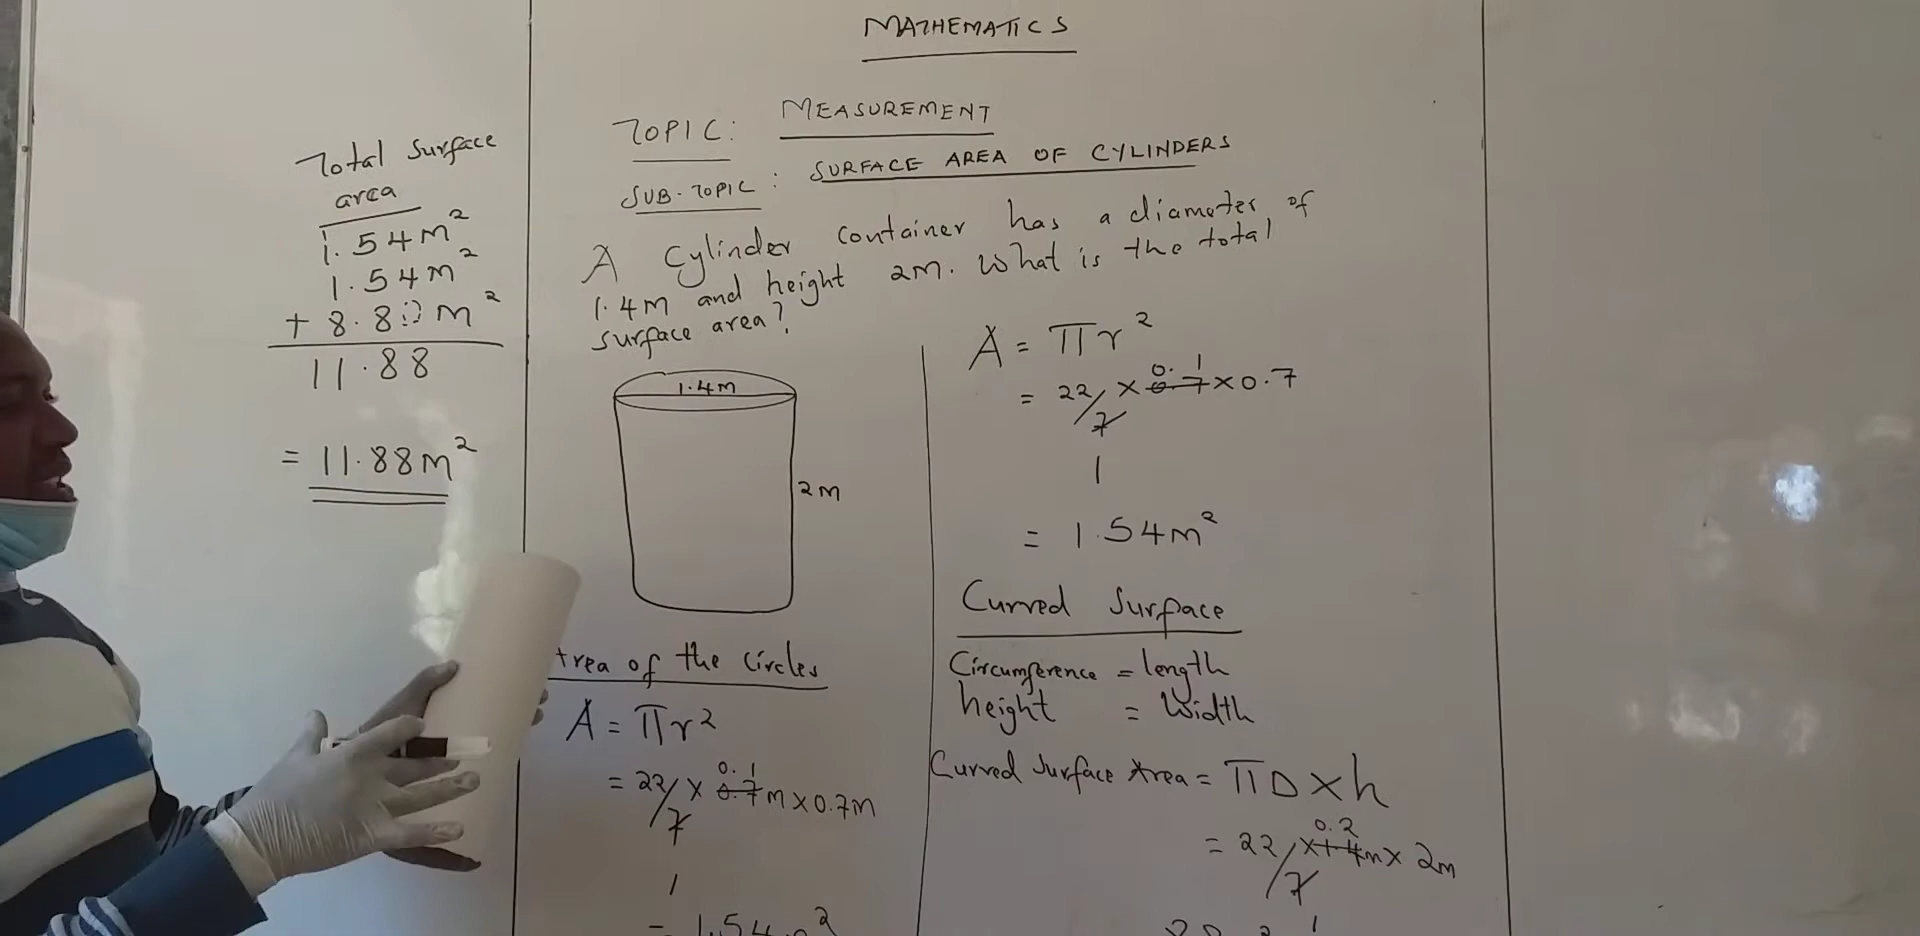 MATHEMATICS
TOPIC: MEASUREMENT
SUB-TOPIC: SURFACE AREA OF CYLINDERS
A Cylinder container has a diameter of
1.4m and height 2m. What is the total
surface area?
1.4m
2m
Area of the Circles
A = πr²
0.1
= 22/7 × 0.7m × 0.7m
1
= 1.54m²
A = πr²
0.1
= 22/7 × 0.7 × 0.7
1
= 1.54m²
Curved Surface
Circumference = length
height = Width
Curved Surface Area = πD × h
0.2
= 22/7 × 1.4m × 2m
Total Surface
area
1.54m²
1.54m²
+ 8.8 m²
11.88
= 11.88m²